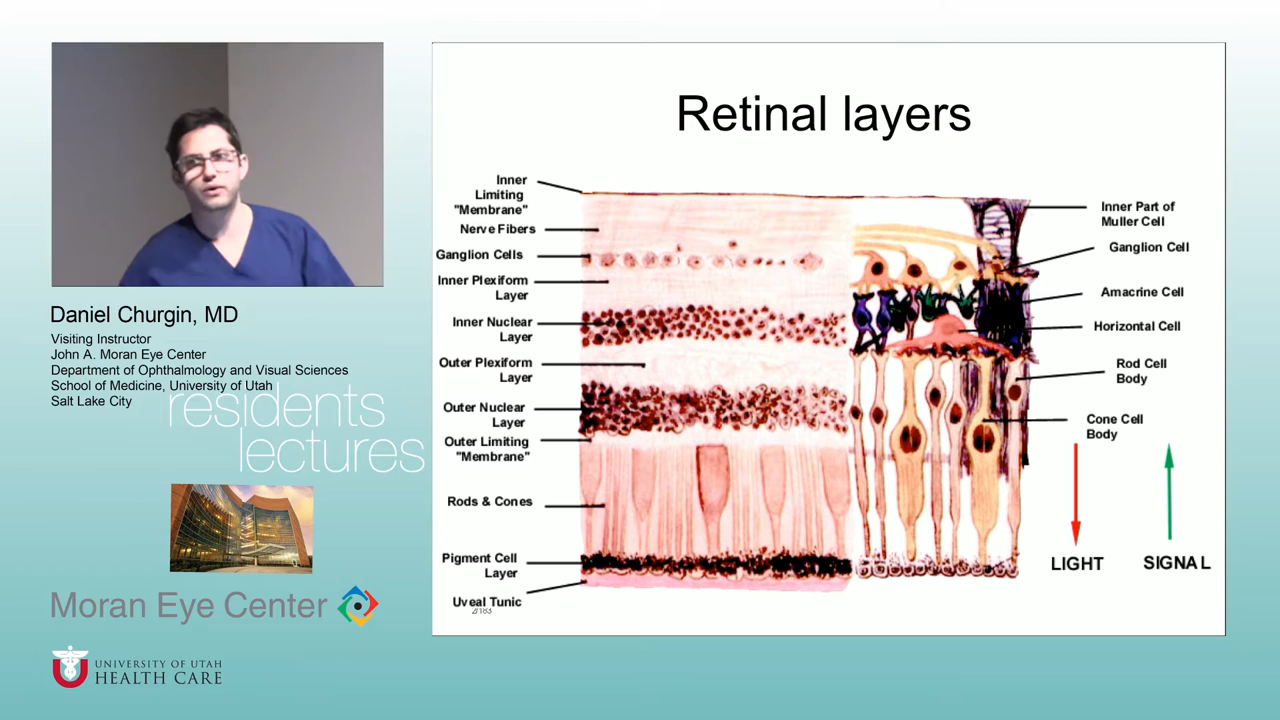 Daniel Churgin, MD
Visiting Instructor
John A. Moran Eye Center
Department of Ophthalmology and Visual Sciences
School of Medicine, University of Utah
Salt Lake City
residents
lectures
Moran Eye Center
UNIVERSITY OF UTAH
HEALTH CARE
Retinal layers
Inner
Limiting
"Membrane"
Nerve Fibers
Ganglion Cells
Inner Plexiform
Layer
Inner Nuclear
Layer
Outer Plexiform
Layer
Outer Nuclear
Layer
Outer Limiting
"Membrane"
Rods & Cones
Pigment Cell
Layer
Uveal Tunic
2/183
Inner Part of
Muller Cell
Ganglion Cell
Amacrine Cell
Horizontal Cell
Rod Cell
Body
Cone Cell
Body
LIGHT
SIGNAL